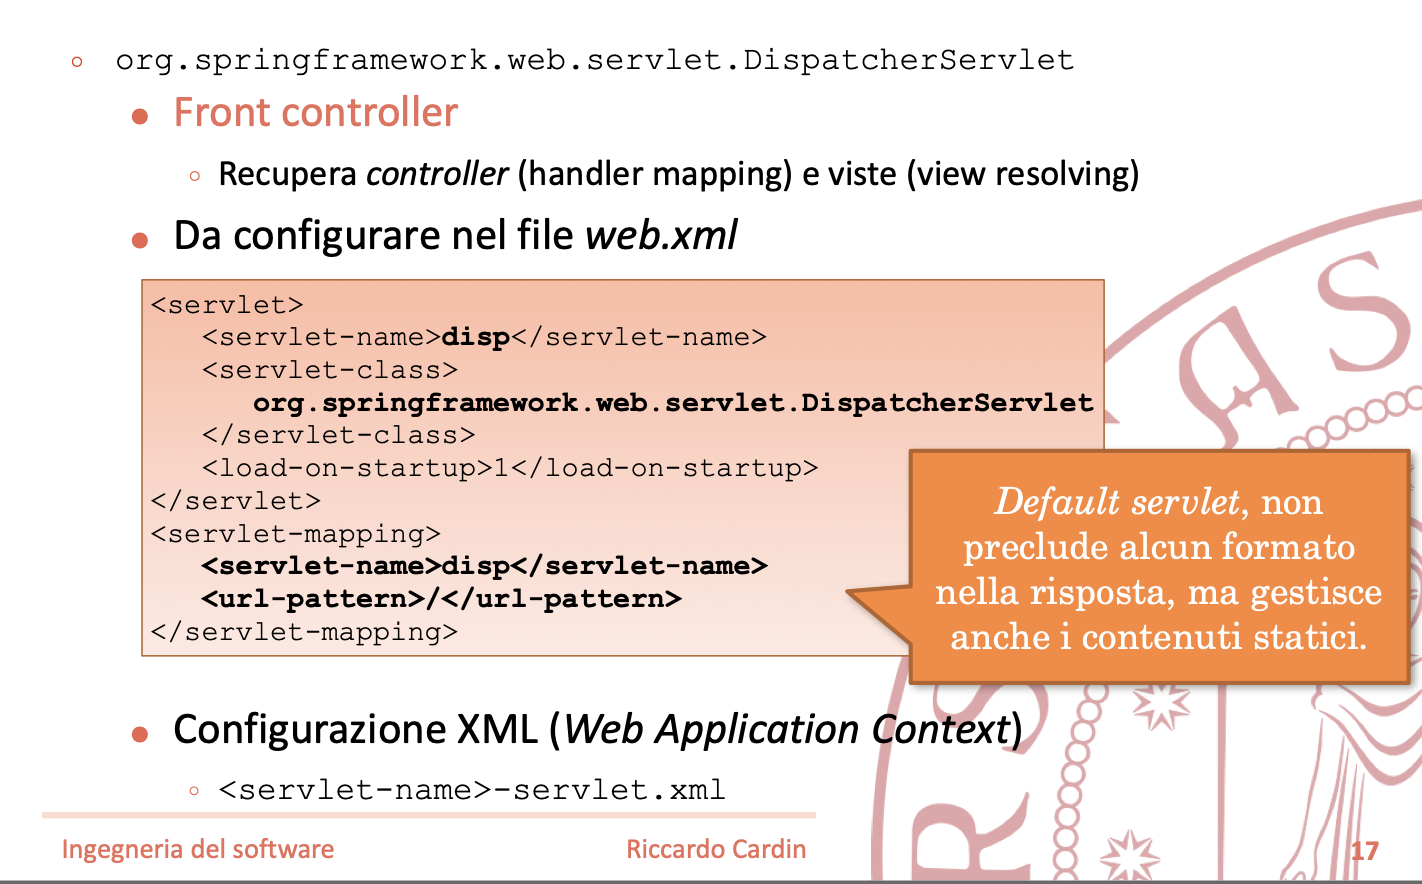 org.springframework.web.servlet.DispatcherServlet
Front controller
Recupera controller (handler mapping) e viste (view resolving)
Da configurare nel file web.xml
<servlet>
<servlet-name>disp</servlet-name>
<servlet-class>
org.springframework.web.servlet.DispatcherServlet
</servlet-class>
<load-on-startup>1</load-on-startup>
</servlet>
<servlet-mapping>
<servlet-name>disp</servlet-name>
<url-pattern>/</url-pattern>
</servlet-mapping>
Default servlet, non
preclude alcun formato
nella risposta, ma gestisce
anche i contenuti statici.
Configurazione XML (Web Application Context)
<servlet-name>-servlet.xml
Ingegneria del software
Riccardo Cardin
17